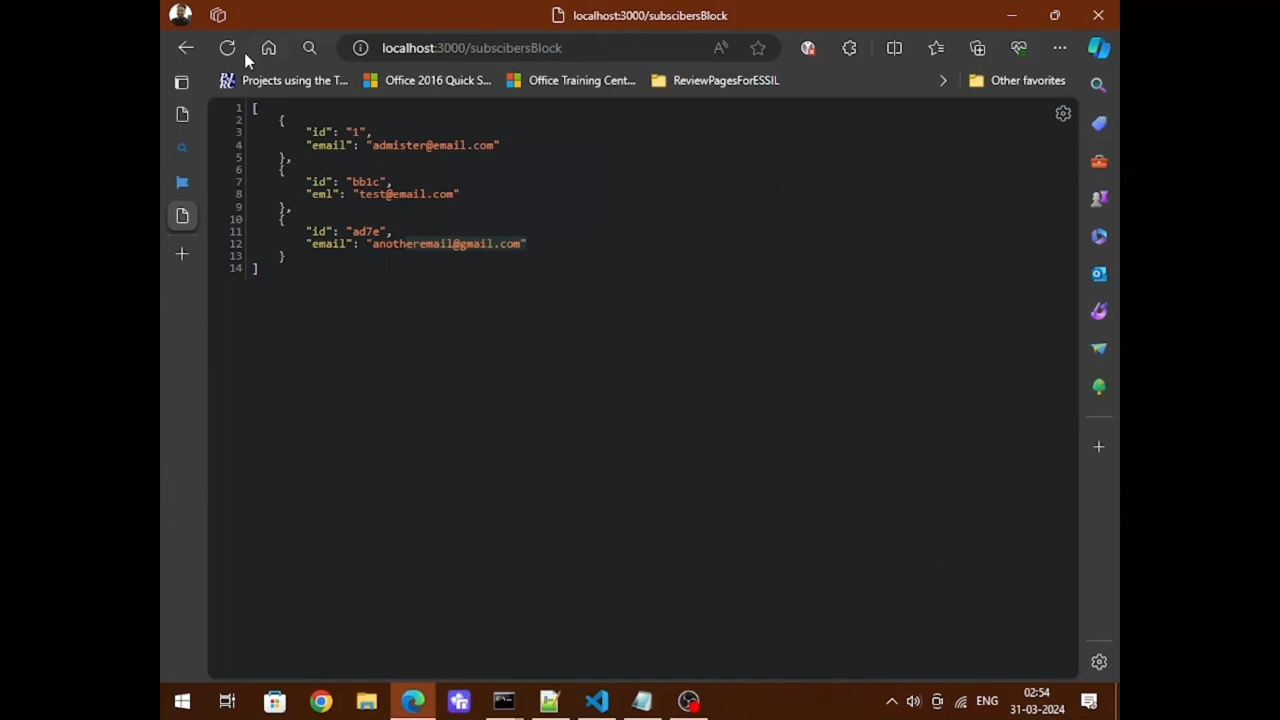 localhost:3000/subscibersBlock
localhost:3000/subscibersBlock
Projects using the T...
Office 2016 Quick S...
Office Training Cent...
ReviewPagesForESSIL
Other favorites
1 [
2 {
3 "id": "1",
4 "email": "admister@email.com"
5 },
6 {
7 "id": "bb1c",
8 "eml": "test@email.com"
9 },
10 {
11 "id": "ad7e",
12 "email": "anotheremail@gmail.com"
13 }
14 ]
ENG
02:54
31-03-2024